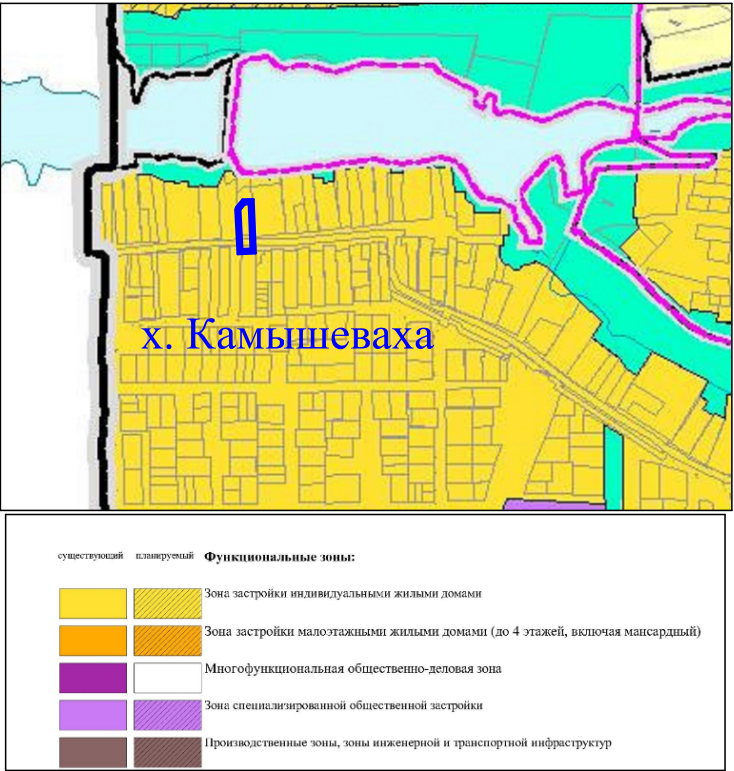 х. Камышеваха
существующий планируемый Функциональные зоны:
Зона застройки индивидуальными жилыми домами
Зона застройки малоэтажными жилыми домами (до 4 этажей, включая мансардный)
Многофункциональная общественно-деловая зона
Зона специализированной общественной застройки
Производственные зоны, зоны инженерной и транспортной инфраструктур